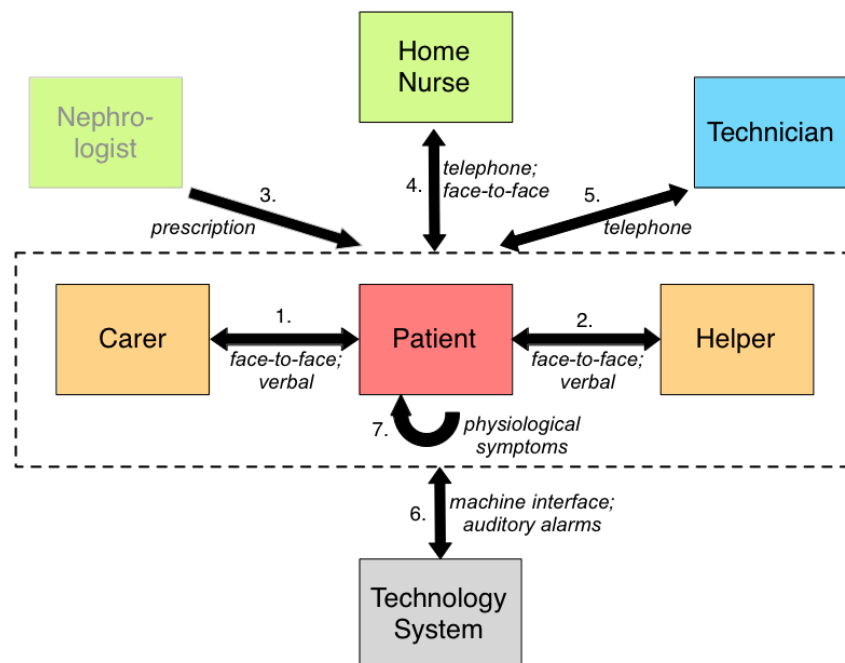 Home
Nurse
Nephro-
logist
Technician
3.
prescription
4.
telephone;
face-to-face
5.
telephone
Carer
1.
face-to-face;
verbal
Patient
2.
face-to-face;
verbal
Helper
7.
physiological
symptoms
6.
machine interface;
auditory alarms
Technology
System